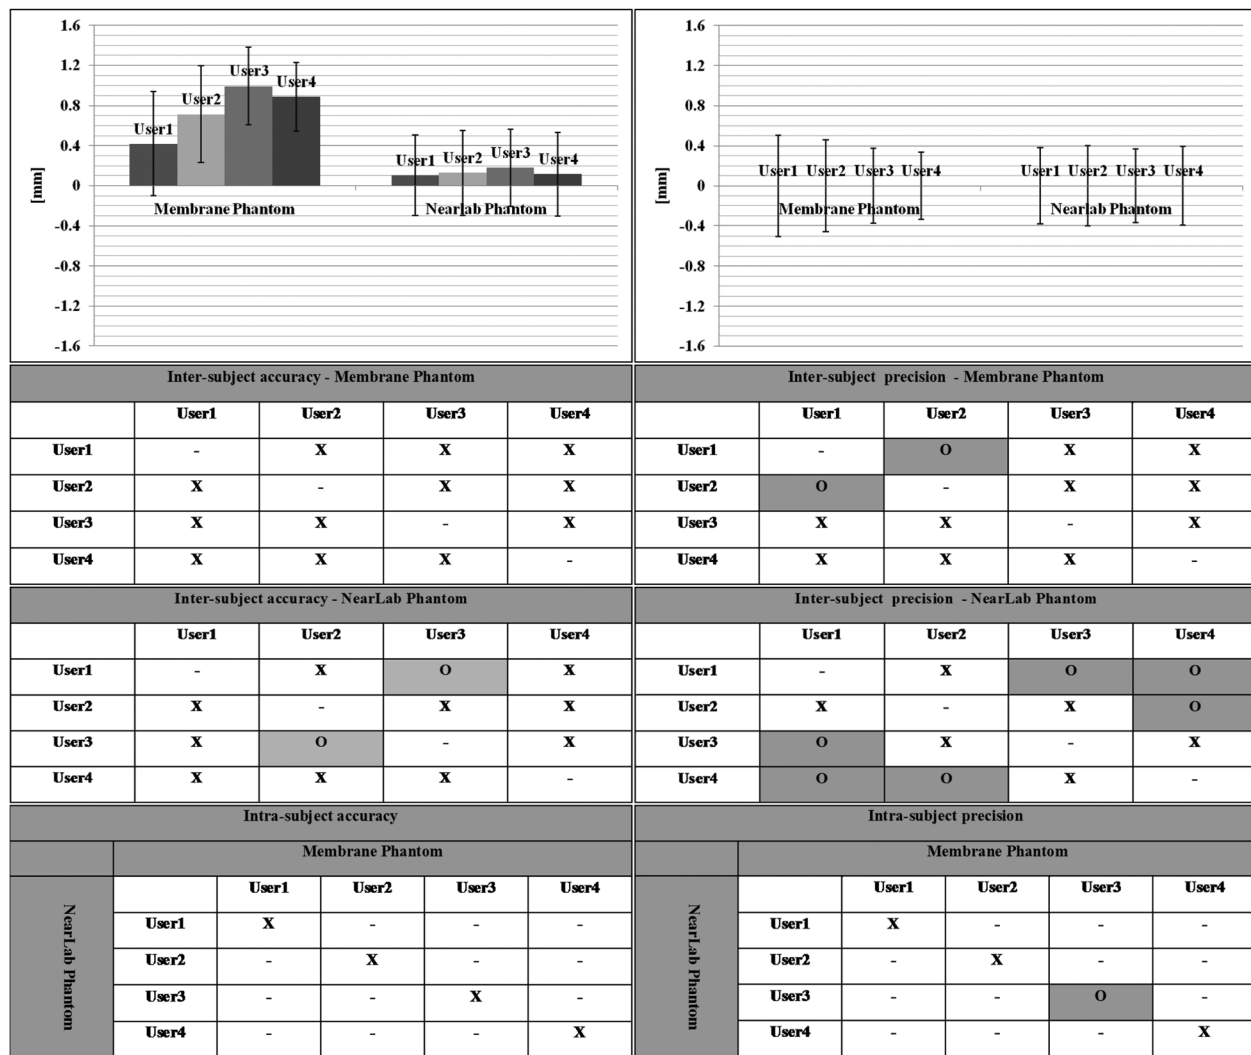 1.6
1.2
0.8
0.4
0
-0.4
-0.8
-1.2
-1.6
[mm]
User1
User2
User3
User4
User1
User2
User3
User4
Membrane Phantom
Nearlab Phantom
1.6
1.2
0.8
0.4
0
-0.4
-0.8
-1.2
-1.6
[mm]
User1 User2 User3 User4
User1 User2 User3 User4
Membrane Phantom
Nearlab Phantom
Inter-subject accuracy - Membrane Phantom
User1 User2 User3 User4
User1 - X X X
User2 X - X X
User3 X X - X
User4 X X X -
Inter-subject precision - Membrane Phantom
User1 User2 User3 User4
User1 - O X X
User2 O - X X
User3 X X - X
User4 X X X -
Inter-subject accuracy - NearLab Phantom
User1 User2 User3 User4
User1 - X O X
User2 X - X X
User3 X O - X
User4 X X X -
Inter-subject precision - NearLab Phantom
User1 User2 User3 User4
User1 - X O O
User2 X - X O
User3 O X - X
User4 O O X -
Intra-subject accuracy
Membrane Phantom
NearLab Phantom
User1 User2 User3 User4
User1 X - - -
User2 - X - -
User3 - - X -
User4 - - - X
Intra-subject precision
Membrane Phantom
NearLab Phantom
User1 User2 User3 User4
User1 X - - -
User2 - X - -
User3 - - O -
User4 - - - X